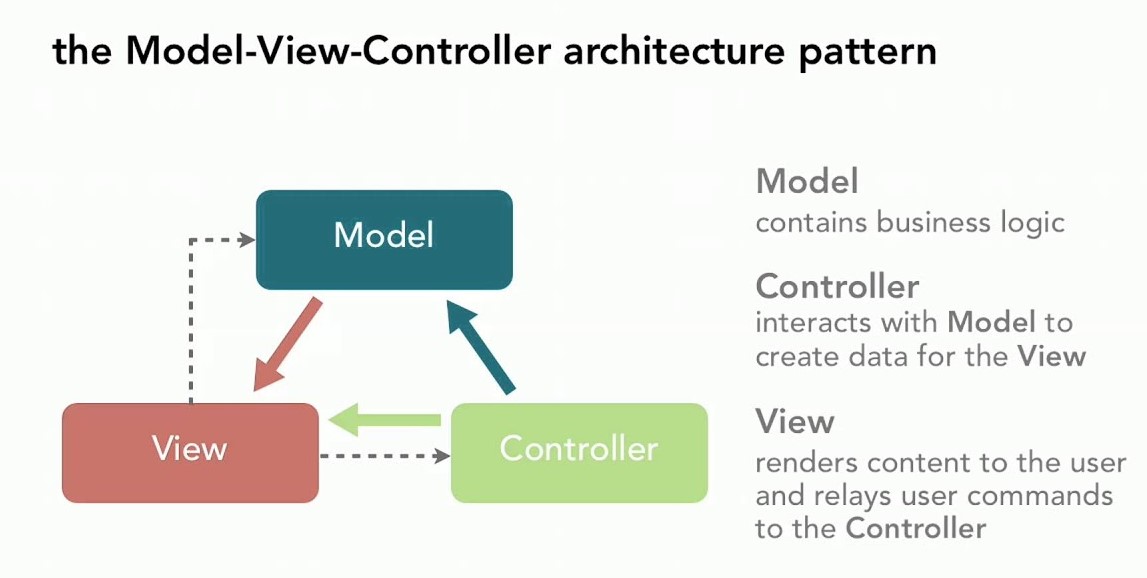 the Model-View-Controller architecture pattern
Model
View
Controller
Model
contains business logic
Controller
interacts with Model to
create data for the View
View
renders content to the user
and relays user commands
to the Controller